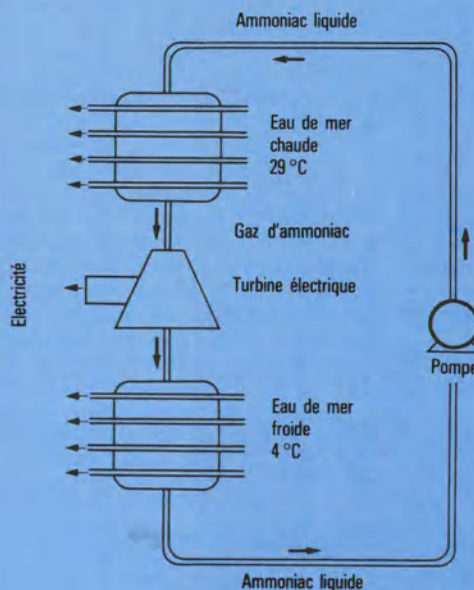 Ammoniac liquide
Eau de mer
chaude
29 °C
Gaz d'ammoniac
Turbine électrique
Electricité
Pompe
Eau de mer
froide
4 °C
Ammoniac liquide